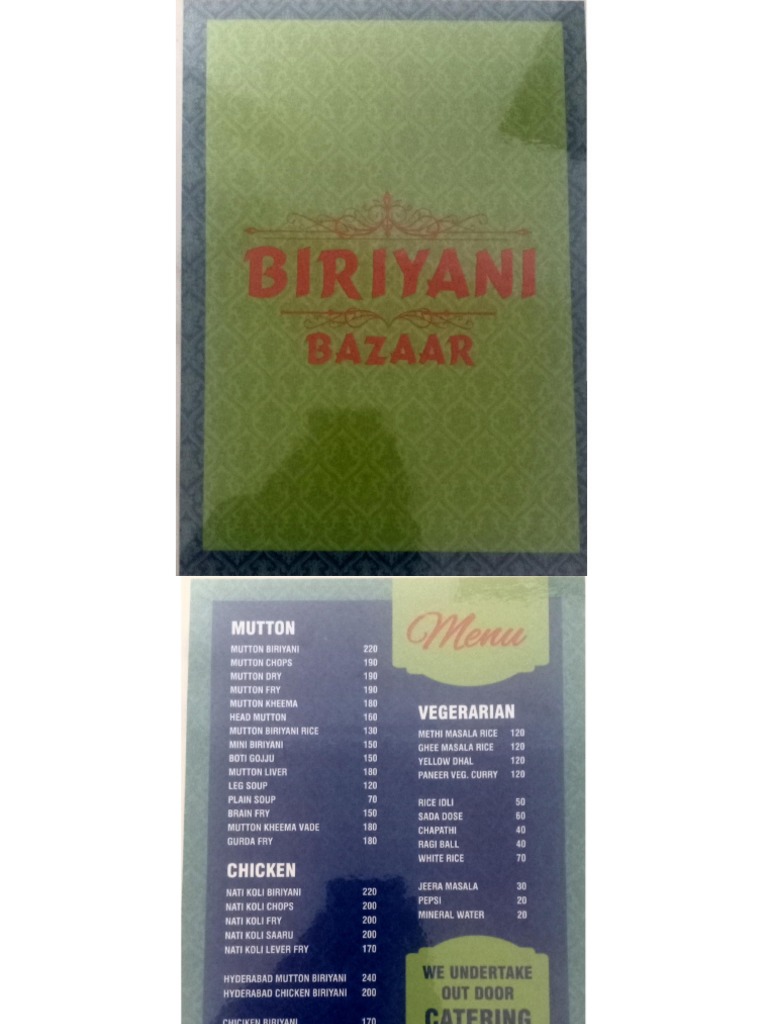 BIRIYANI
BAZAAR
Menu
MUTTON
MUTTON BIRIYANI 220
MUTTON CHOPS 190
MUTTON DRY 190
MUTTON FRY 190
MUTTON KHEEMA 180
HEAD MUTTON 160
MUTTON BIRIYANI RICE 130
MINI BIRIYANI 150
BOTI GOJJU 150
MUTTON LIVER 180
LEG SOUP 120
PLAIN SOUP 70
BRAIN FRY 150
MUTTON KHEEMA VADE 180
GURDA FRY 180
CHICKEN
NATI KOLI BIRIYANI 220
NATI KOLI CHOPS 200
NATI KOLI FRY 200
NATI KOLI SAARU 200
NATI KOLI LEVER FRY 170
HYDERABAD MUTTON BIRIYANI 240
HYDERABAD CHICKEN BIRIYANI 200
CHICIKEN BIRIYANI 170
VEGERARIAN
METHI MASALA RICE 120
GHEE MASALA RICE 120
YELLOW DHAL 120
PANEER VEG. CURRY 120
RICE IDLI 50
SADA DOSE 60
CHAPATHI 40
RAGI BALL 40
WHITE RICE 70
JEERA MASALA 30
PEPSI 20
MINERAL WATER 20
WE UNDERTAKE
OUT DOOR
CATERING